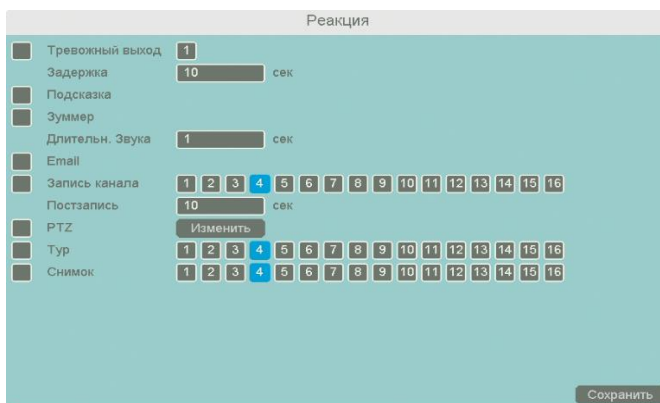 Реакция
Тревожный выход 1
Задержка 10 сек
Подсказка
Зуммер
Длительн. Звука 1 сек
Email
Запись канала 1 2 3 4 5 6 7 8 9 10 11 12 13 14 15 16
Постзапись 10 сек
PTZ Изменить
Тур 1 2 3 4 5 6 7 8 9 10 11 12 13 14 15 16
Снимок 1 2 3 4 5 6 7 8 9 10 11 12 13 14 15 16
Сохранить